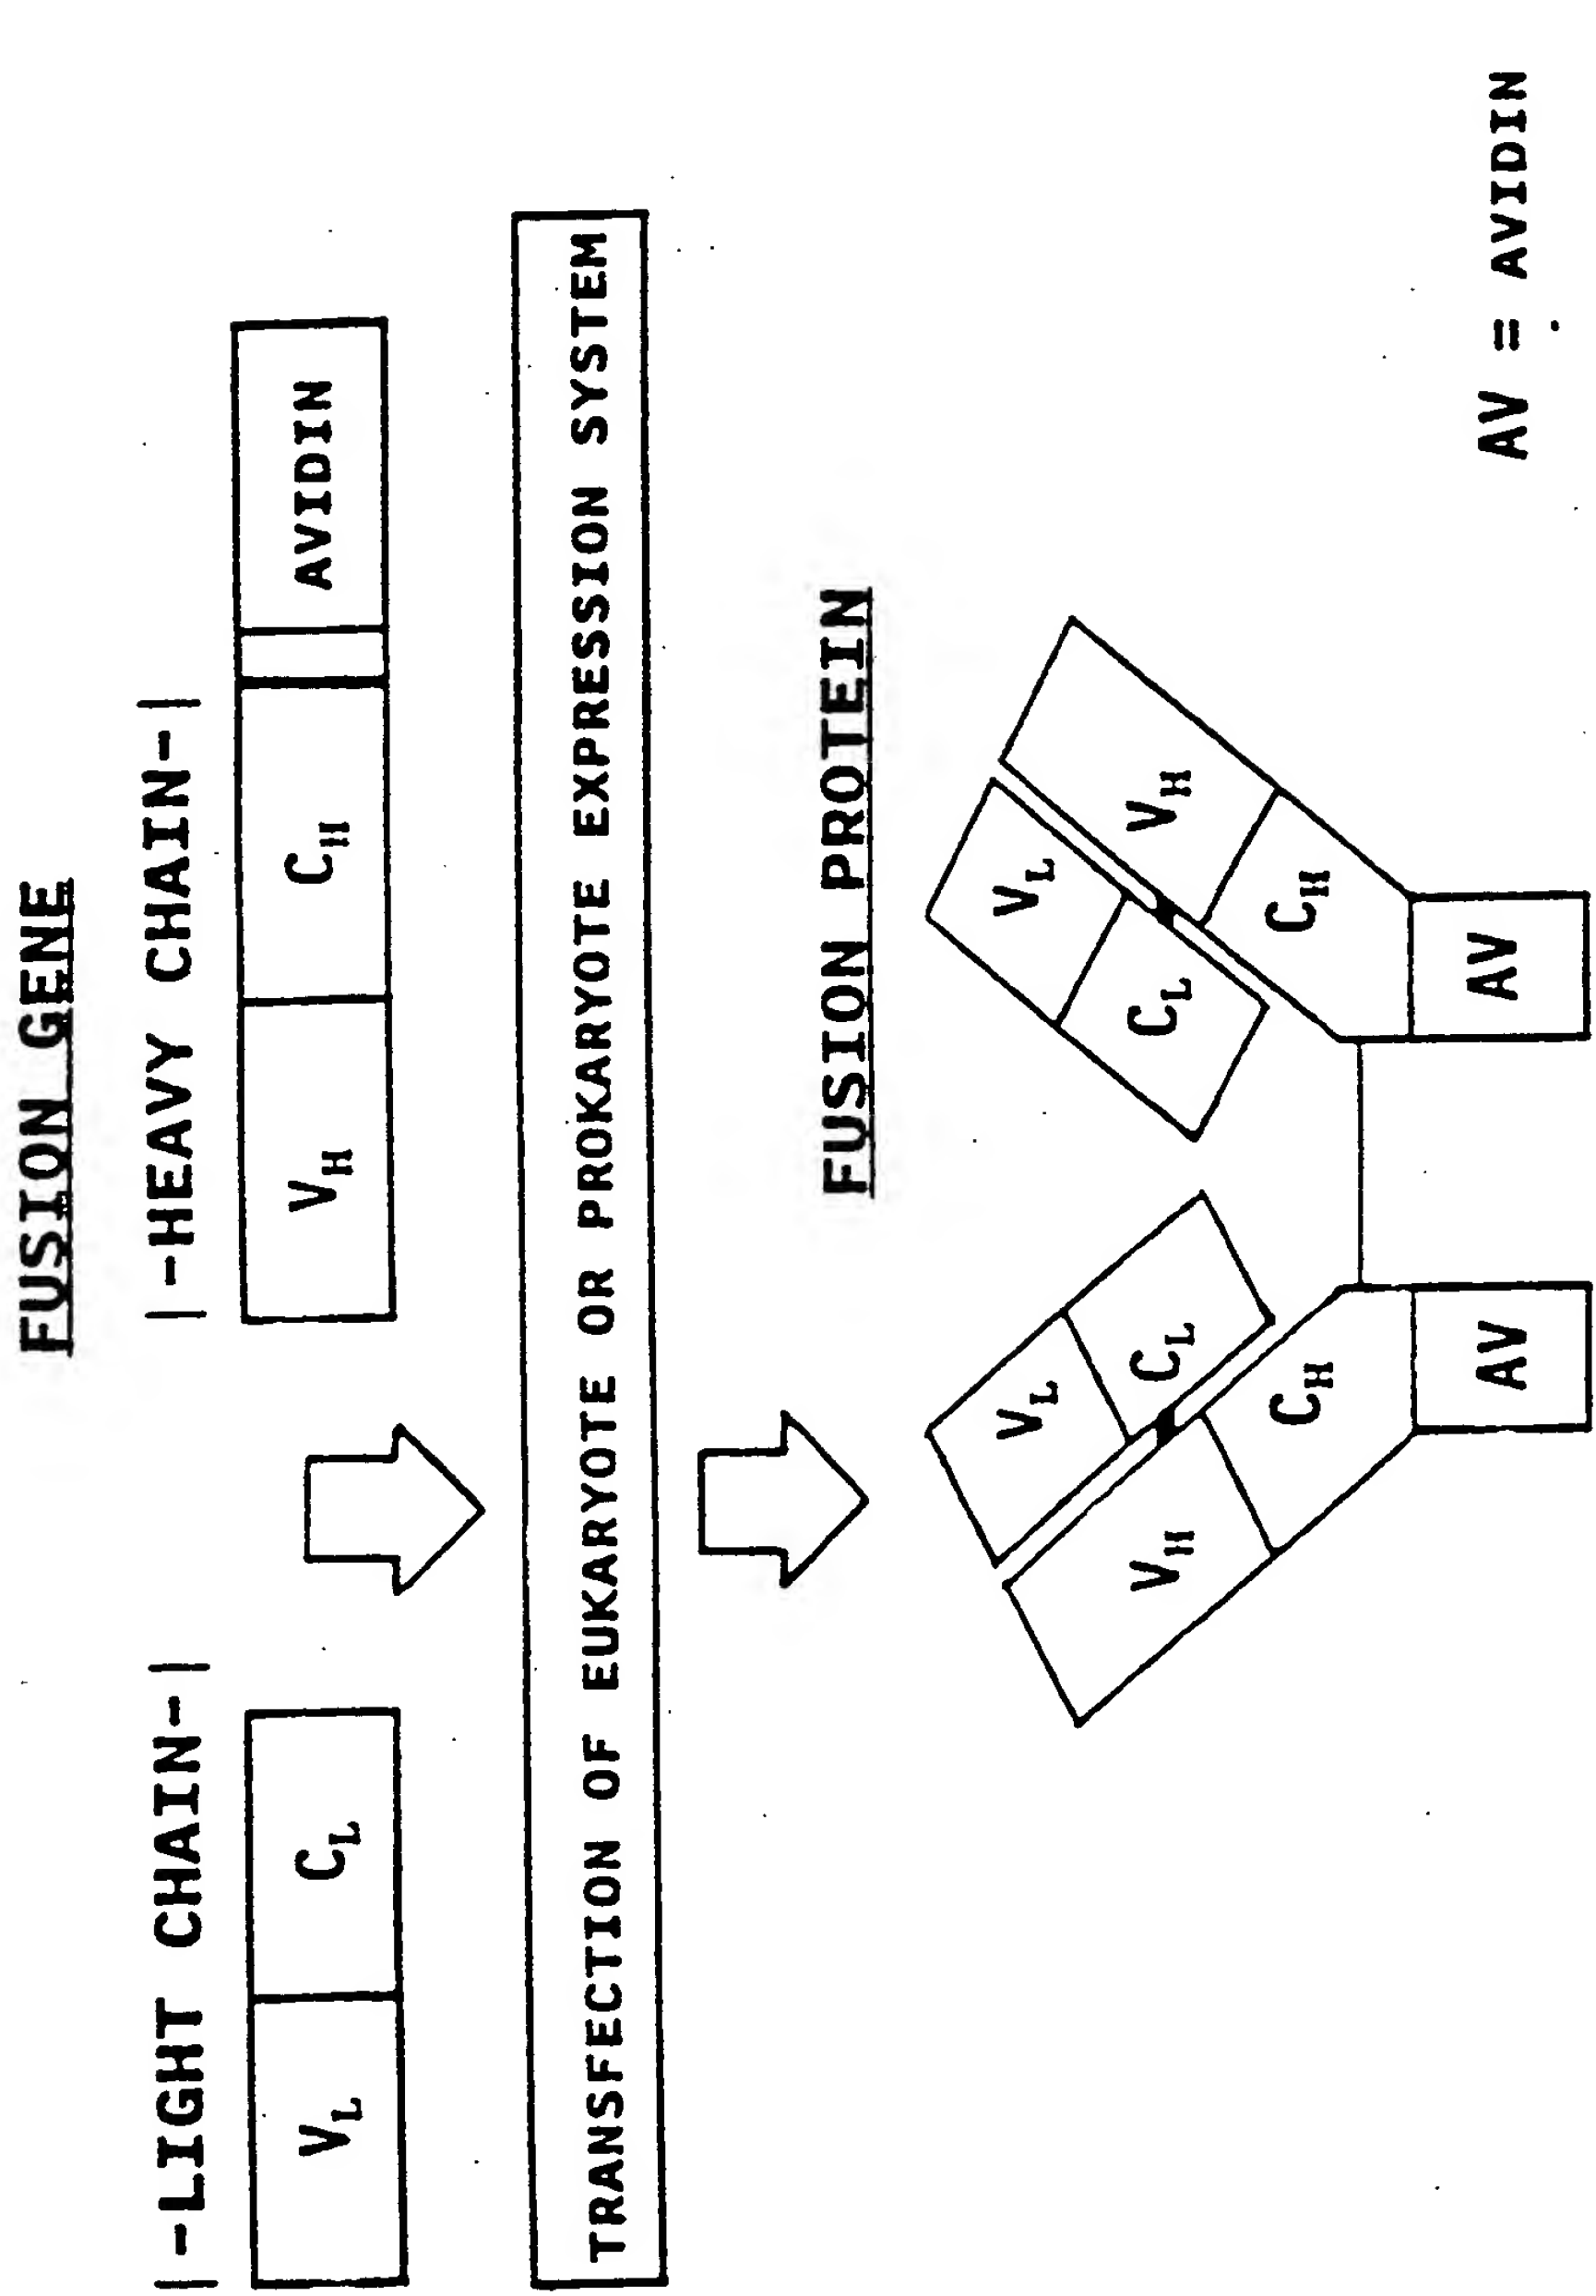 FUSION GENE
|-LIGHT CHAIN-| |-HEAVY CHAIN-|
VL CL VH CH AVIDIN
TRANSFECTION OF EUKARYOTE OR PROKARYOTE EXPRESSION SYSTEM
FUSION PROTEIN
VL VL
VH CL CL VH
CH CH
AV AV
AV = AVIDIN